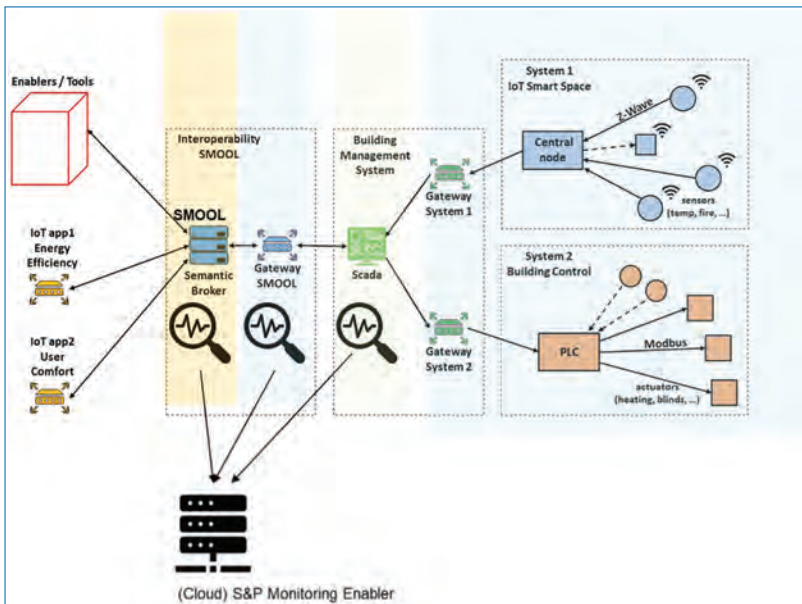 Enablers / Tools
IoT app1
Energy
Efficiency
IoT app2
User
Comfort
Interoperability
SMOOL
SMOOL
Semantic
Broker
Gateway
SMOOL
Building
Management
System
Scada
Gateway
System 1
Gateway
System 2
System 1
IoT Smart Space
Z-Wave
Central
node
sensors
(temp, fire, ...)
System 2
Building Control
PLC
Modbus
actuators
(heating, blinds, ...)
(Cloud) S&P Monitoring Enabler